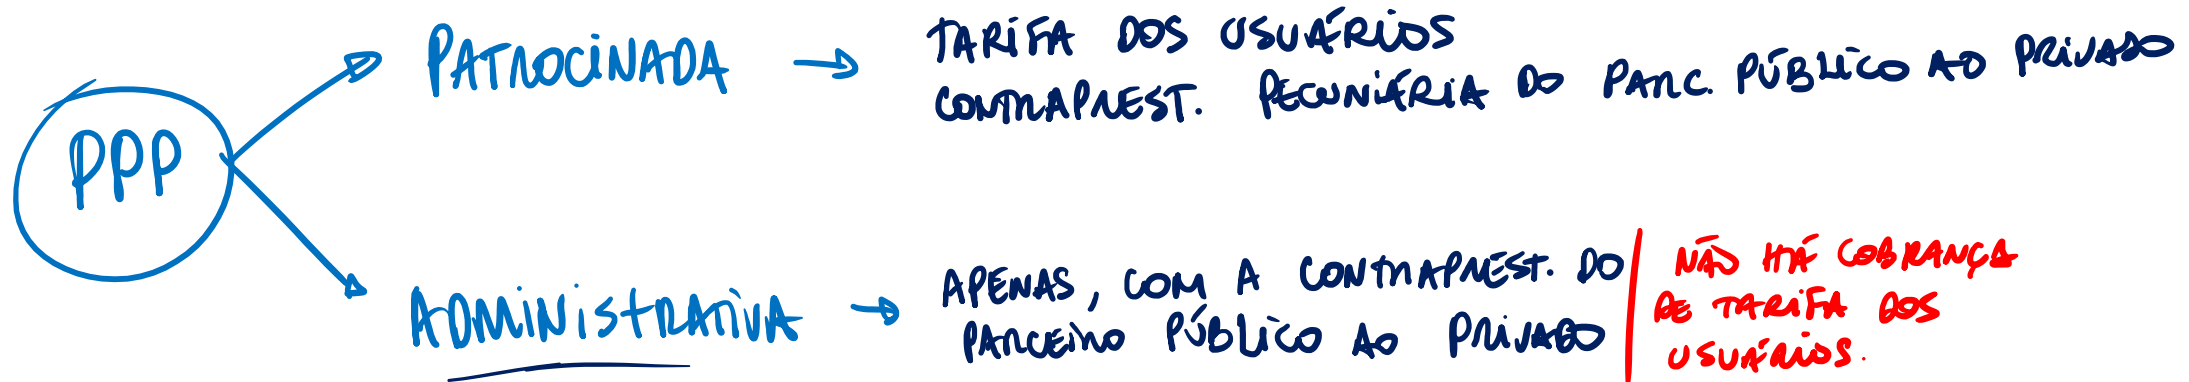 PPP
PATROCINADA → TARIFA DOS USUÁRIOS
CONTRAPREST. PECUNIÁRIA DO PARC. PÚBLICO AO PRIVADO
ADMINISTRATIVA → APENAS, COM A CONTRAPREST. DO
PARCEIRO PÚBLICO AO PRIVADO
NÃO HÁ COBRANÇA
DE TARIFA DOS
USUÁRIOS.